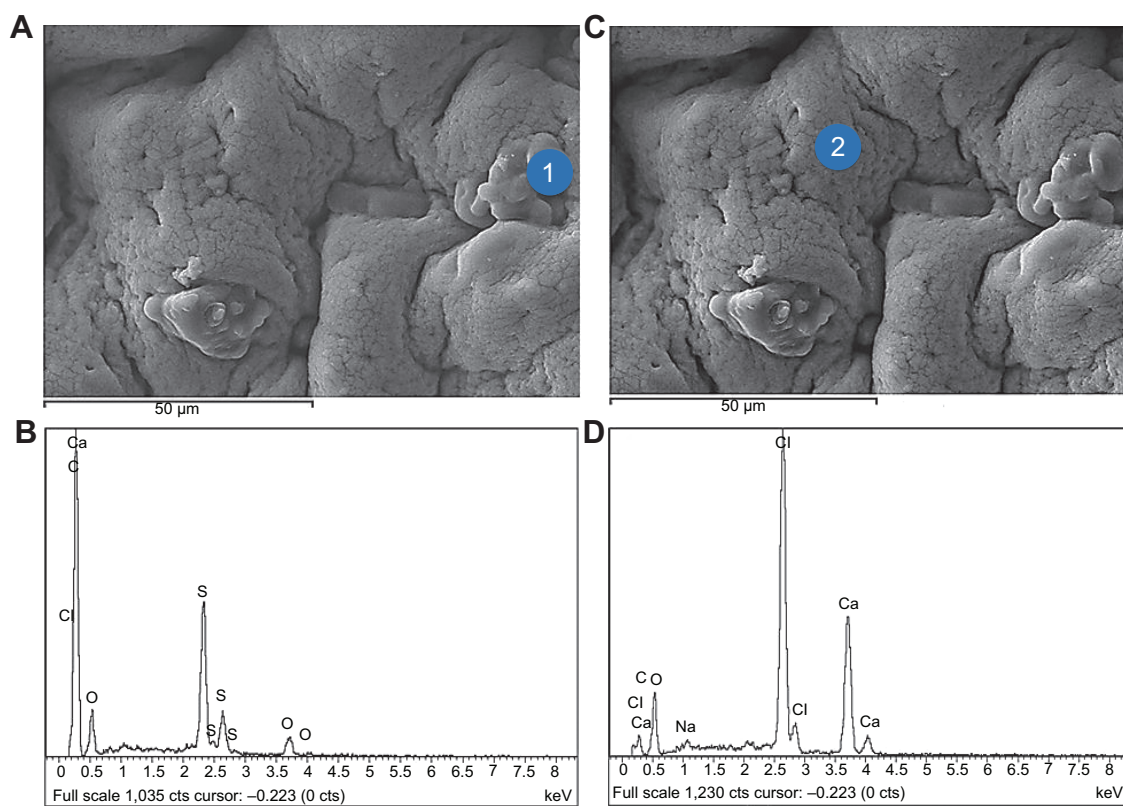 A
1
50 µm
C
2
50 µm
B
Ca
C
Cl
O
S
S
S
S
O
O
0 0.5 1 1.5 2 2.5 3 3.5 4 4.5 5 5.5 6 6.5 7 7.5 8
Full scale 1,035 cts cursor: –0.223 (0 cts) keV
D
Cl
Ca
C
O
Cl
Ca
Na
Cl
Ca
0 0.5 1 1.5 2 2.5 3 3.5 4 4.5 5 5.5 6 6.5 7 7.5 8
Full scale 1,230 cts cursor: –0.223 (0 cts) keV